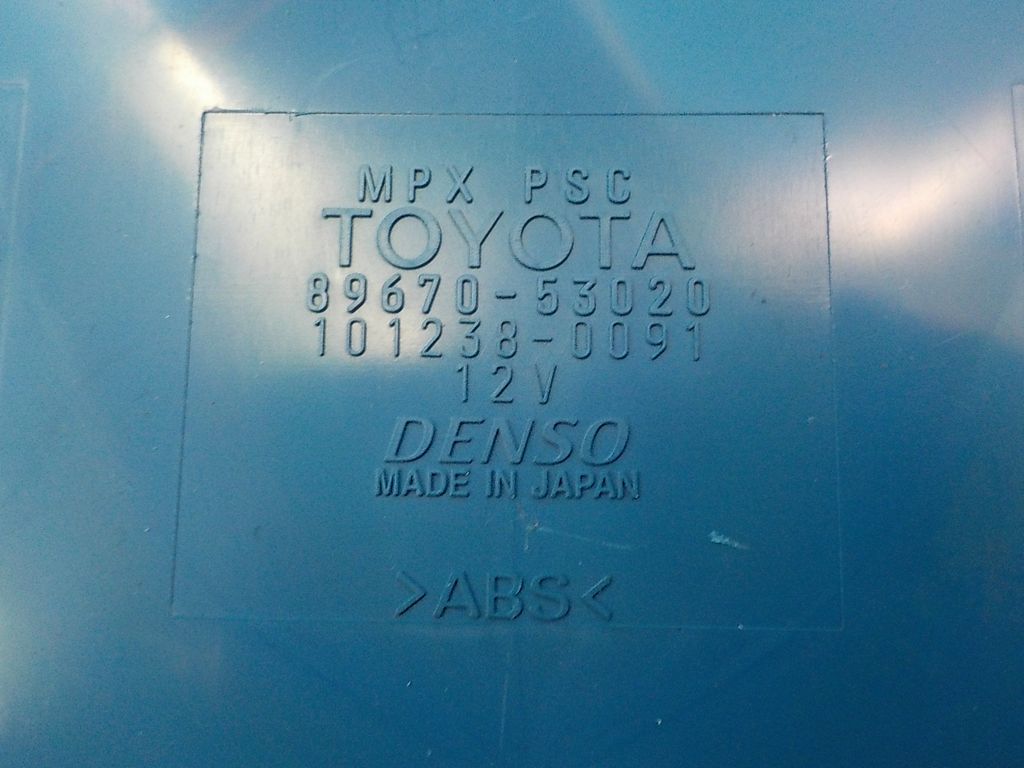 MPX PSC
TOYOTA
89670-53020
101238-0091
12V
DENSO
MADE IN JAPAN
>ABS<